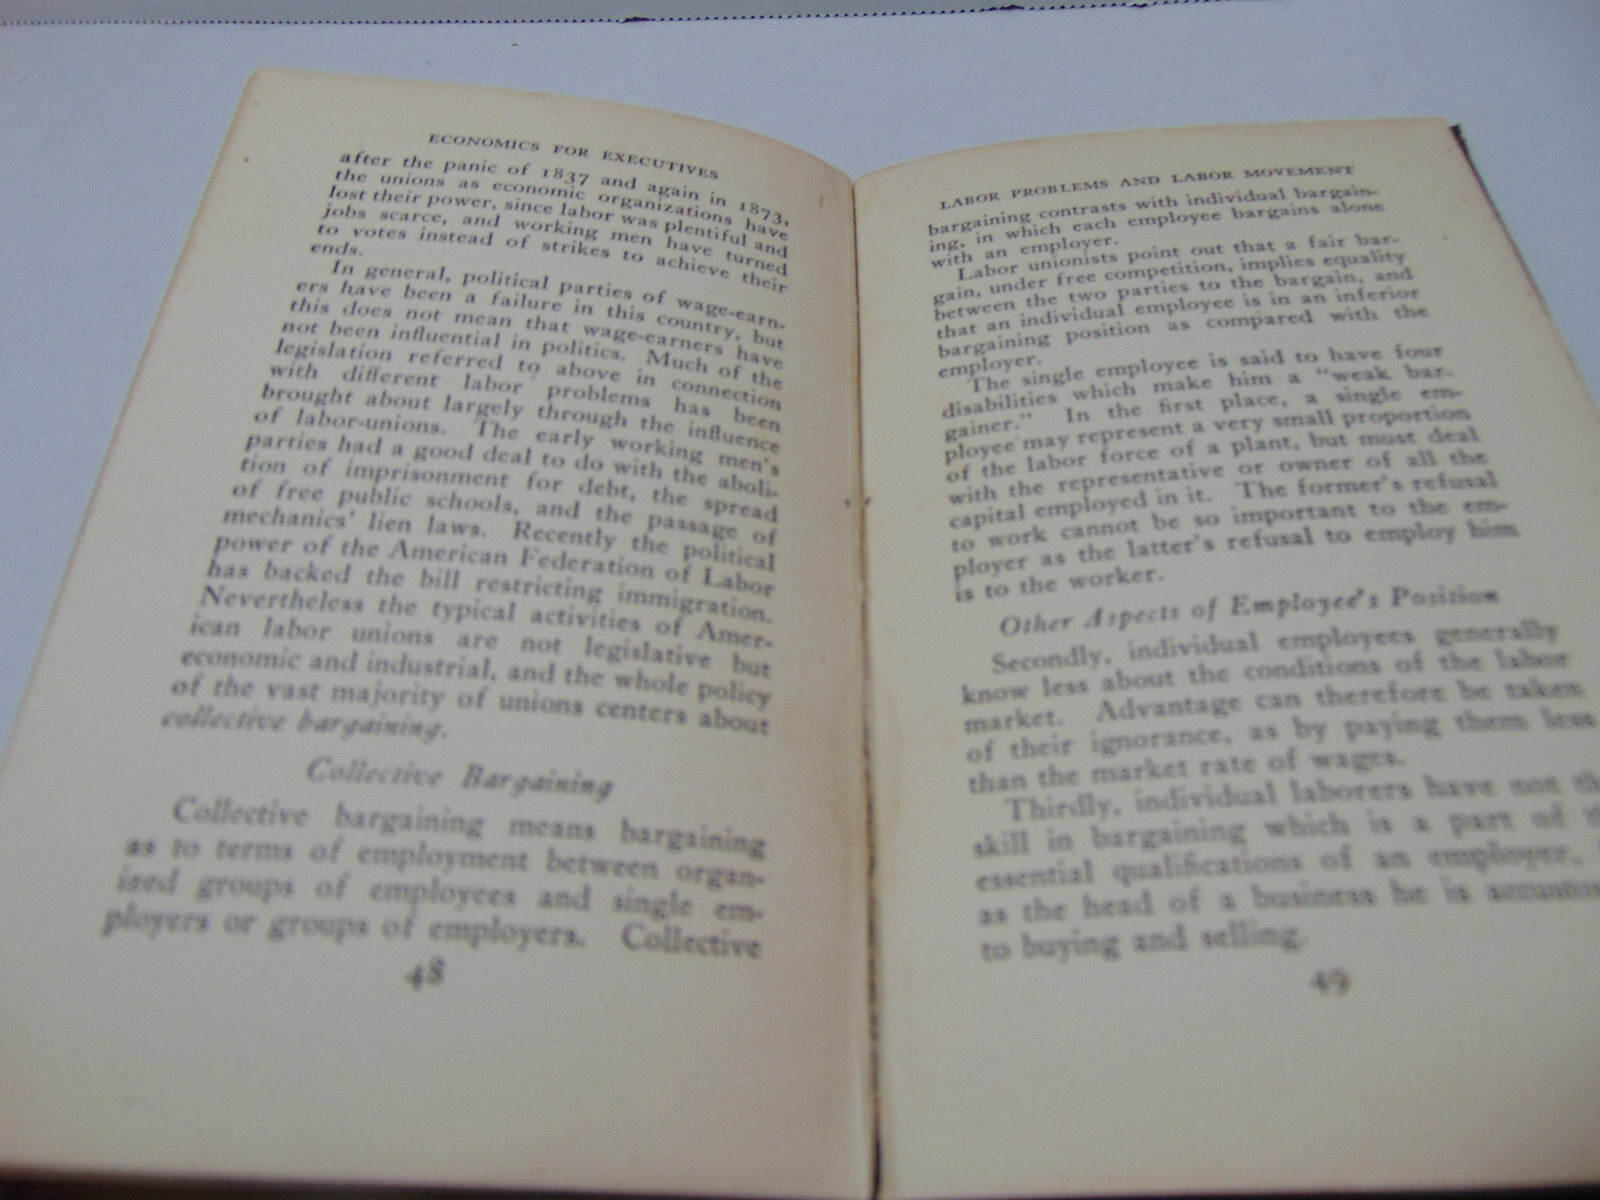 ECONOMICS FOR EXECUTIVES
after the panic of 1837 and again in 1873,
the unions as economic organizations have
lost their power, since labor was plentiful and
jobs scarce, and working men have turned
to votes instead of strikes to achieve their
ends.
In general, political parties of wage-earn-
ers have been a failure in this country, but
this does not mean that wage-earners have
not been influential in politics. Much of the
legislation referred to above in connection
with different labor problems has been
brought about largely through the influence
of labor-unions. The early working men's
parties had a good deal to do with the aboli-
tion of imprisonment for debt, the spread
of free public schools, and the passage of
mechanics' lien laws. Recently the political
power of the American Federation of Labor
has backed the bill restricting immigration.
Nevertheless the typical activities of Amer-
ican labor unions are not legislative but
economic and industrial, and the whole policy
of the vast majority of unions centers about
collective bargaining.
Collective Bargaining
Collective bargaining means bargaining
as to terms of employment between organ-
ized groups of employees and single em-
ployers or groups of employers. Collective
48
LABOR PROBLEMS AND LABOR MOVEMENT
bargaining contrasts with individual bargain-
ing, in which each employee bargains alone
with an employer.
Labor unionists point out that a fair bar-
gain, under free competition, implies equality
between the two parties to the bargain, and
that an individual employee is in an inferior
bargaining position as compared with the
employer.
The single employee is said to have four
disabilities which make him a "weak bar-
gainer." In the first place, a single em-
ployee may represent a very small proportion
of the labor force of a plant, but must deal
with the representative or owner of all the
capital employed in it. The former's refusal
to work cannot be so important to the em-
ployer as the latter's refusal to employ him
is to the worker.
Other Aspects of Employee's Position
Secondly, individual employees generally
know less about the conditions of the labor
market. Advantage can therefore be taken
of their ignorance, as by paying them less
than the market rate of wages.
Thirdly, individual laborers have not
skill in bargaining which is a part of
essential qualifications of an employer,
as the head of a business he is
to buying and selling.
49